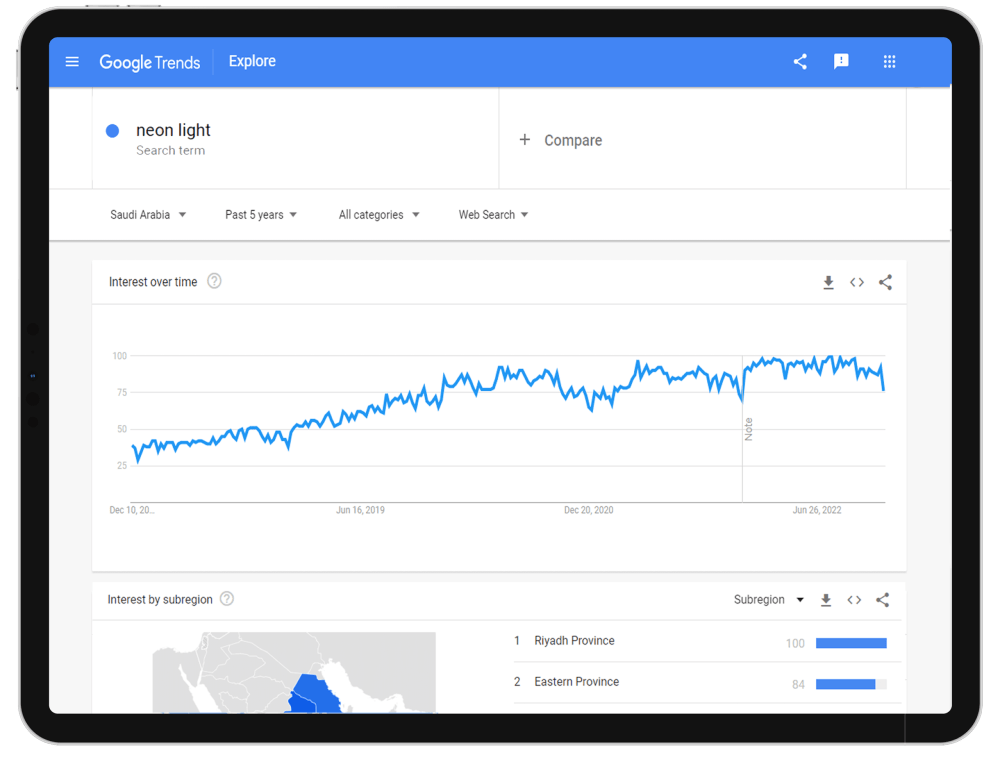 Google Trends Explore
neon light
Search term
+ Compare
Saudi Arabia Past 5 years All categories Web Search
Interest over time ?
100
75
50
25
Note
Dec 10, 20... Jun 16, 2019 Dec 20, 2020 Jun 26, 2022
Interest by subregion ? Subregion
1 Riyadh Province 100
2 Eastern Province 84